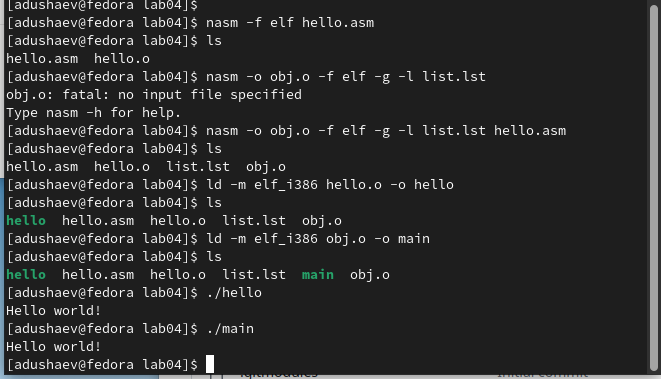 [adushaev@fedora lab04]$
[adushaev@fedora lab04]$ nasm -f elf hello.asm
[adushaev@fedora lab04]$ ls
hello.asm  hello.o
[adushaev@fedora lab04]$ nasm -o obj.o -f elf -g -l list.lst
obj.o: fatal: no input file specified
Type nasm -h for help.
[adushaev@fedora lab04]$ nasm -o obj.o -f elf -g -l list.lst hello.asm
[adushaev@fedora lab04]$ ls
hello.asm  hello.o  list.lst  obj.o
[adushaev@fedora lab04]$ ld -m elf_i386 hello.o -o hello
[adushaev@fedora lab04]$ ls
hello  hello.asm  hello.o  list.lst  obj.o
[adushaev@fedora lab04]$ ld -m elf_i386 obj.o -o main
[adushaev@fedora lab04]$ ls
hello  hello.asm  hello.o  list.lst  main  obj.o
[adushaev@fedora lab04]$ ./hello
Hello world!
[adushaev@fedora lab04]$ ./main
Hello world!
[adushaev@fedora lab04]$